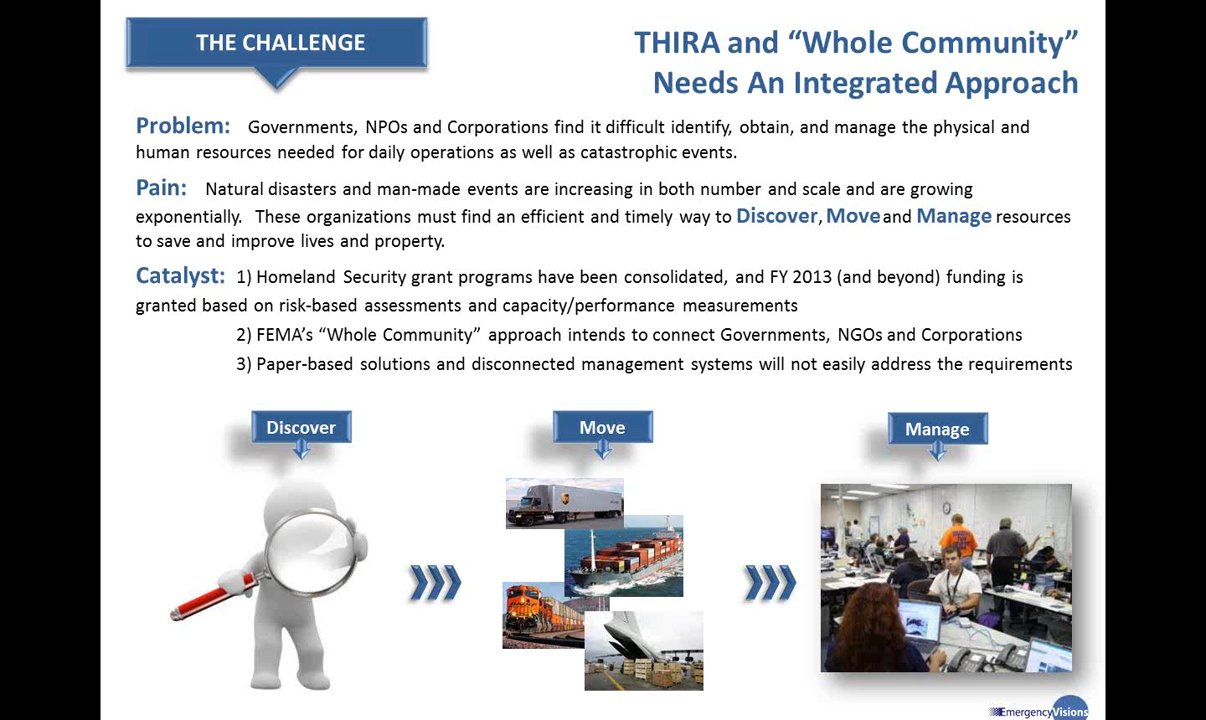 THE CHALLENGE
THIRA and “Whole Community”
Needs An Integrated Approach
Problem: Governments, NPOs and Corporations find it difficult identify, obtain, and manage the physical and
human resources needed for daily operations as well as catastrophic events.
Pain: Natural disasters and man-made events are increasing in both number and scale and are growing
exponentially. These organizations must find an efficient and timely way to Discover, Move and Manage resources
to save and improve lives and property.
Catalyst: 1) Homeland Security grant programs have been consolidated, and FY 2013 (and beyond) funding is
granted based on risk-based assessments and capacity/performance measurements
2) FEMA’s “Whole Community” approach intends to connect Governments, NGOs and Corporations
3) Paper-based solutions and disconnected management systems will not easily address the requirements
Discover
Move
Manage
EmergencyVisions